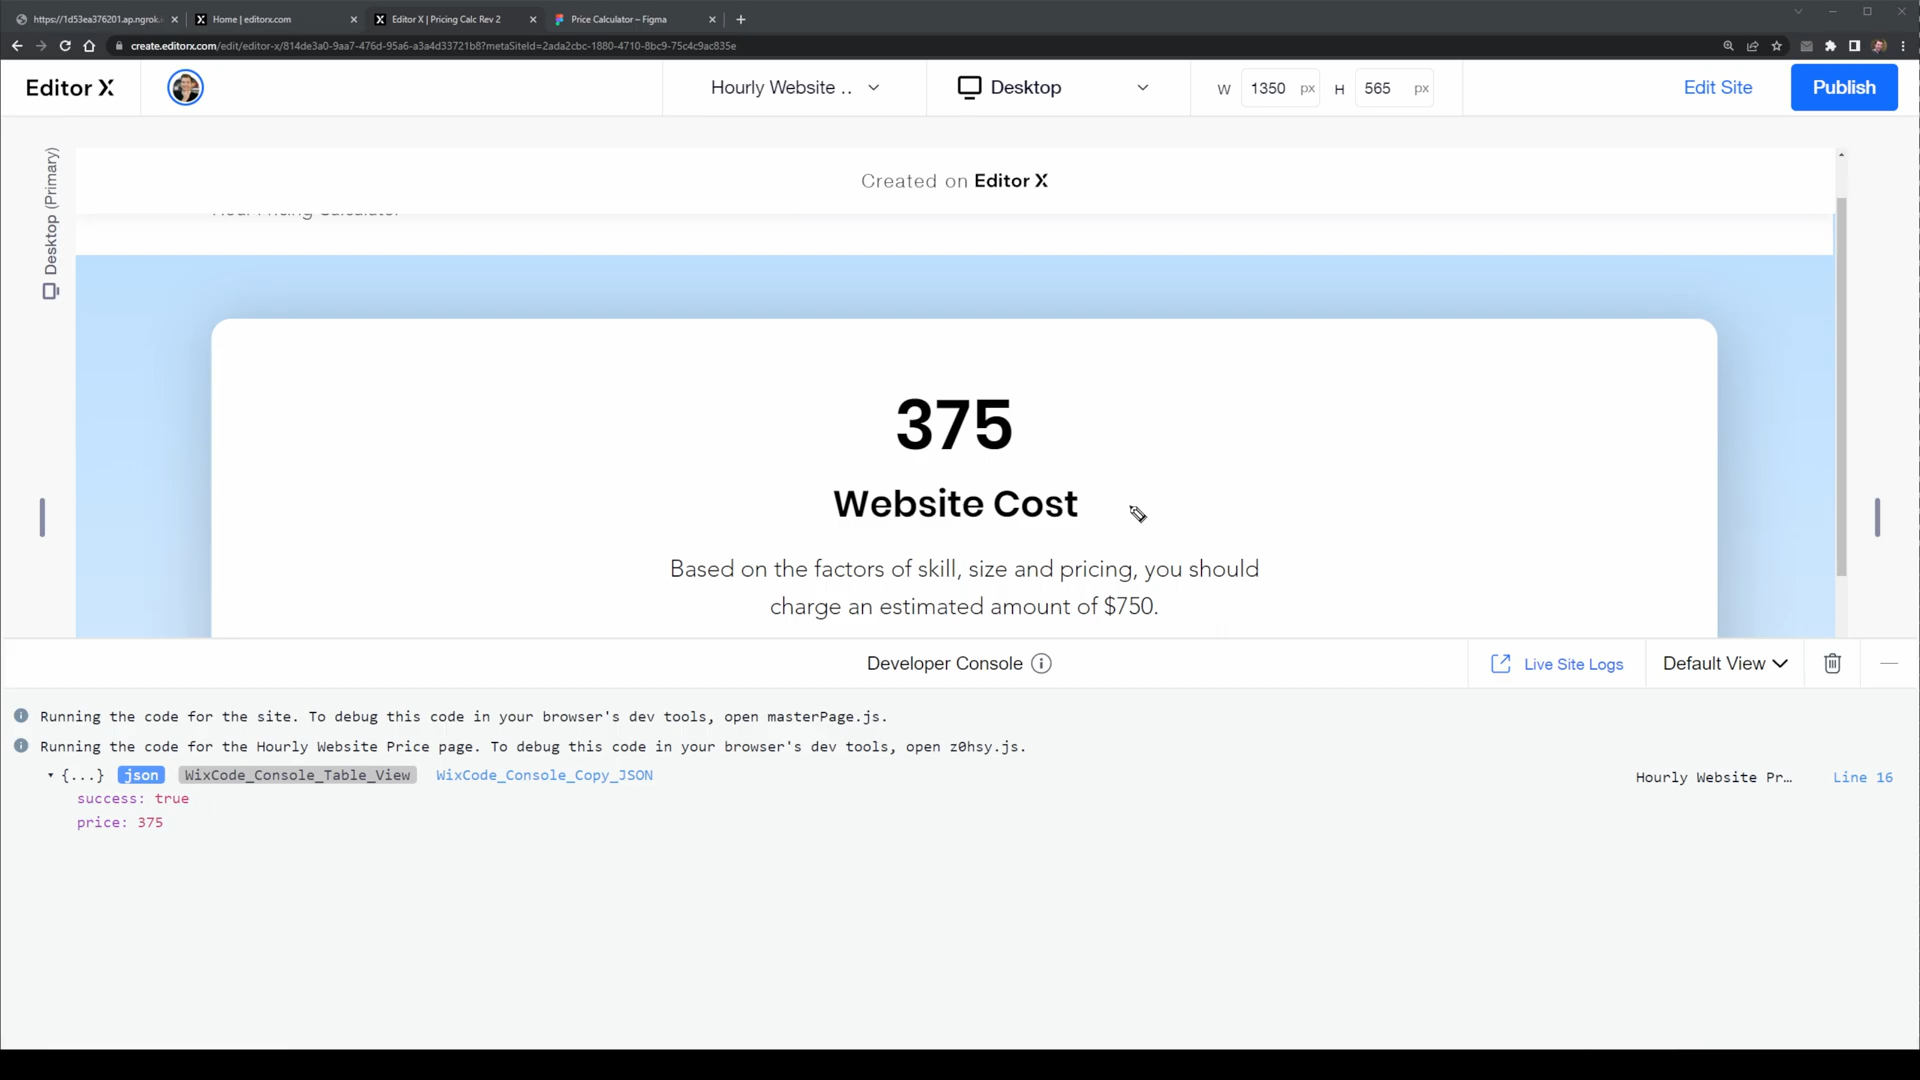 https://1d53ea376201.ap.ngrok.i
Home | editorx.com
Editor X | Pricing Calc Rev 2
Price Calculator – Figma
create.editorx.com/edit/editor-x/814de3a0-9aa7-476d-95a6-a3a4d33721b8?metaSiteId=2ada2cbc-1880-4710-8bc9-75c4c9ac835e
Editor X
Hourly Website ..
Desktop
W 1350 px H 565 px
Edit Site
Publish
Desktop (Primary)
Created on Editor X
Hour Pricing Calculator
375
Website Cost
Based on the factors of skill, size and pricing, you should
charge an estimated amount of $750.
Developer Console
Live Site Logs
Default View
Running the code for the site. To debug this code in your browser's dev tools, open masterPage.js.
Running the code for the Hourly Website Price page. To debug this code in your browser's dev tools, open z0hsy.js.
{...} json WixCode_Console_Table_View WixCode_Console_Copy_JSON
Hourly Website Pr… Line 16
success: true
price: 375